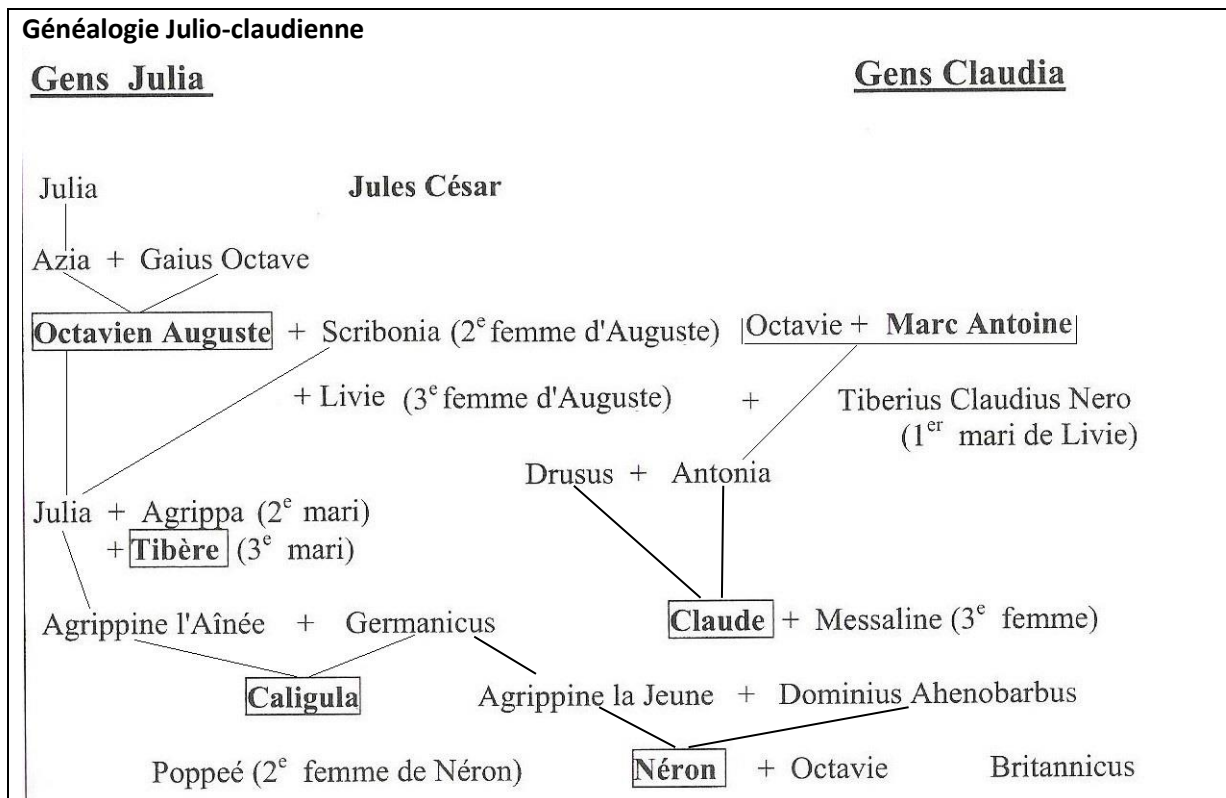 Généalogie Julio-claudienne
Gens Julia Gens Claudia
Julia Jules César
Azia + Gaius Octave
Octavien Auguste + Scribonia (2e femme d'Auguste) Octavie + Marc Antoine
+ Livie (3e femme d'Auguste) + Tiberius Claudius Nero
(1er mari de Livie)
Drusus + Antonia
Julia + Agrippa (2e mari)
+ Tibère (3e mari)
Agrippine l'Aînée + Germanicus Claude + Messaline (3e femme)
Caligula Agrippine la Jeune + Dominius Ahenobarbus
Poppeé (2e femme de Néron) Néron + Octavie Britannicus